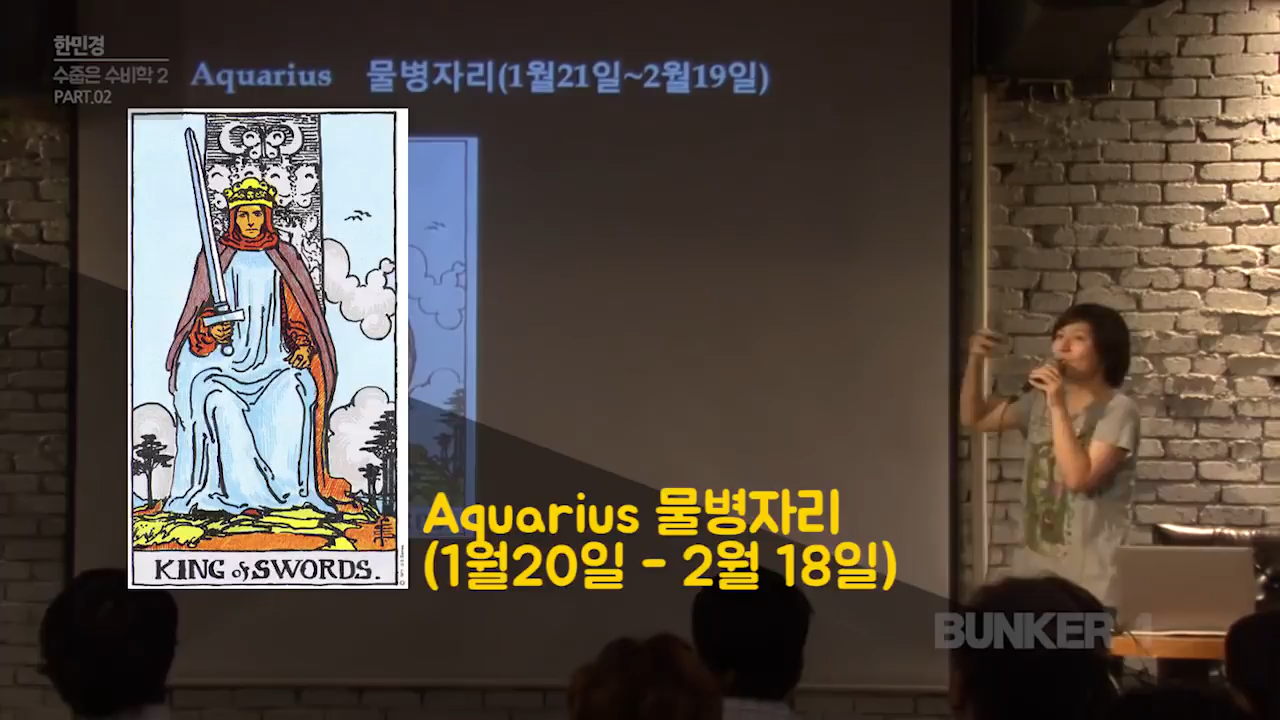 한민경
수줍은 수비학 2
PART.02
Aquarius 물병자리(1월21일~2월19일)
KING of SWORDS.
Aquarius 물병자리
(1월20일 - 2월 18일)
BUNKER 1